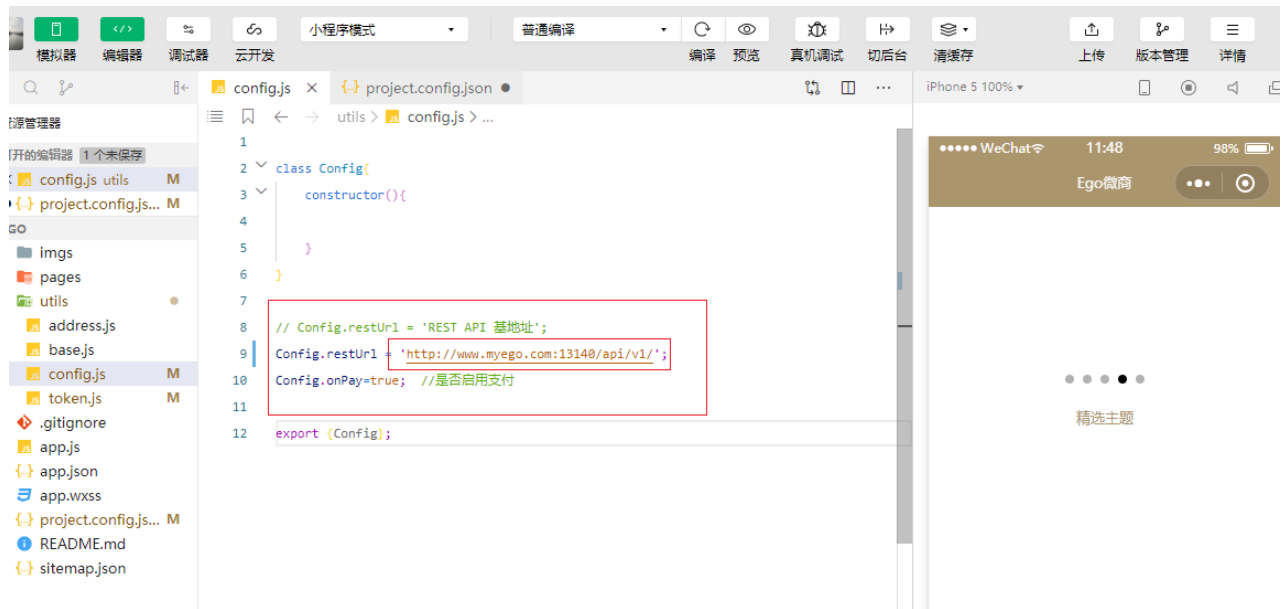 小程序模式
普通编译
模拟器 编辑器 调试器 云开发 编译 预览 真机调试 切后台 清缓存 上传 版本管理 详情
config.js project.config.json
iPhone 5 100%
utils > config.js > ...
源管理器
开的编辑器 1 个未保存
config.js utils M
project.config.js... M
GO
imgs
pages
utils
address.js
base.js
config.js M
token.js M
.gitignore
app.js
app.json
app.wxss
project.config.js... M
README.md
sitemap.json
1
2 class Config{
3 constructor(){
4
5 }
6 }
7
8 // Config.restUrl = 'REST API 基地址';
9 Config.restUrl = 'http://www.myego.com:13140/api/v1/';
10 Config.onPay=true; //是否启用支付
11
12 export {Config};
WeChat 11:48 98%
Ego微商
精选主题